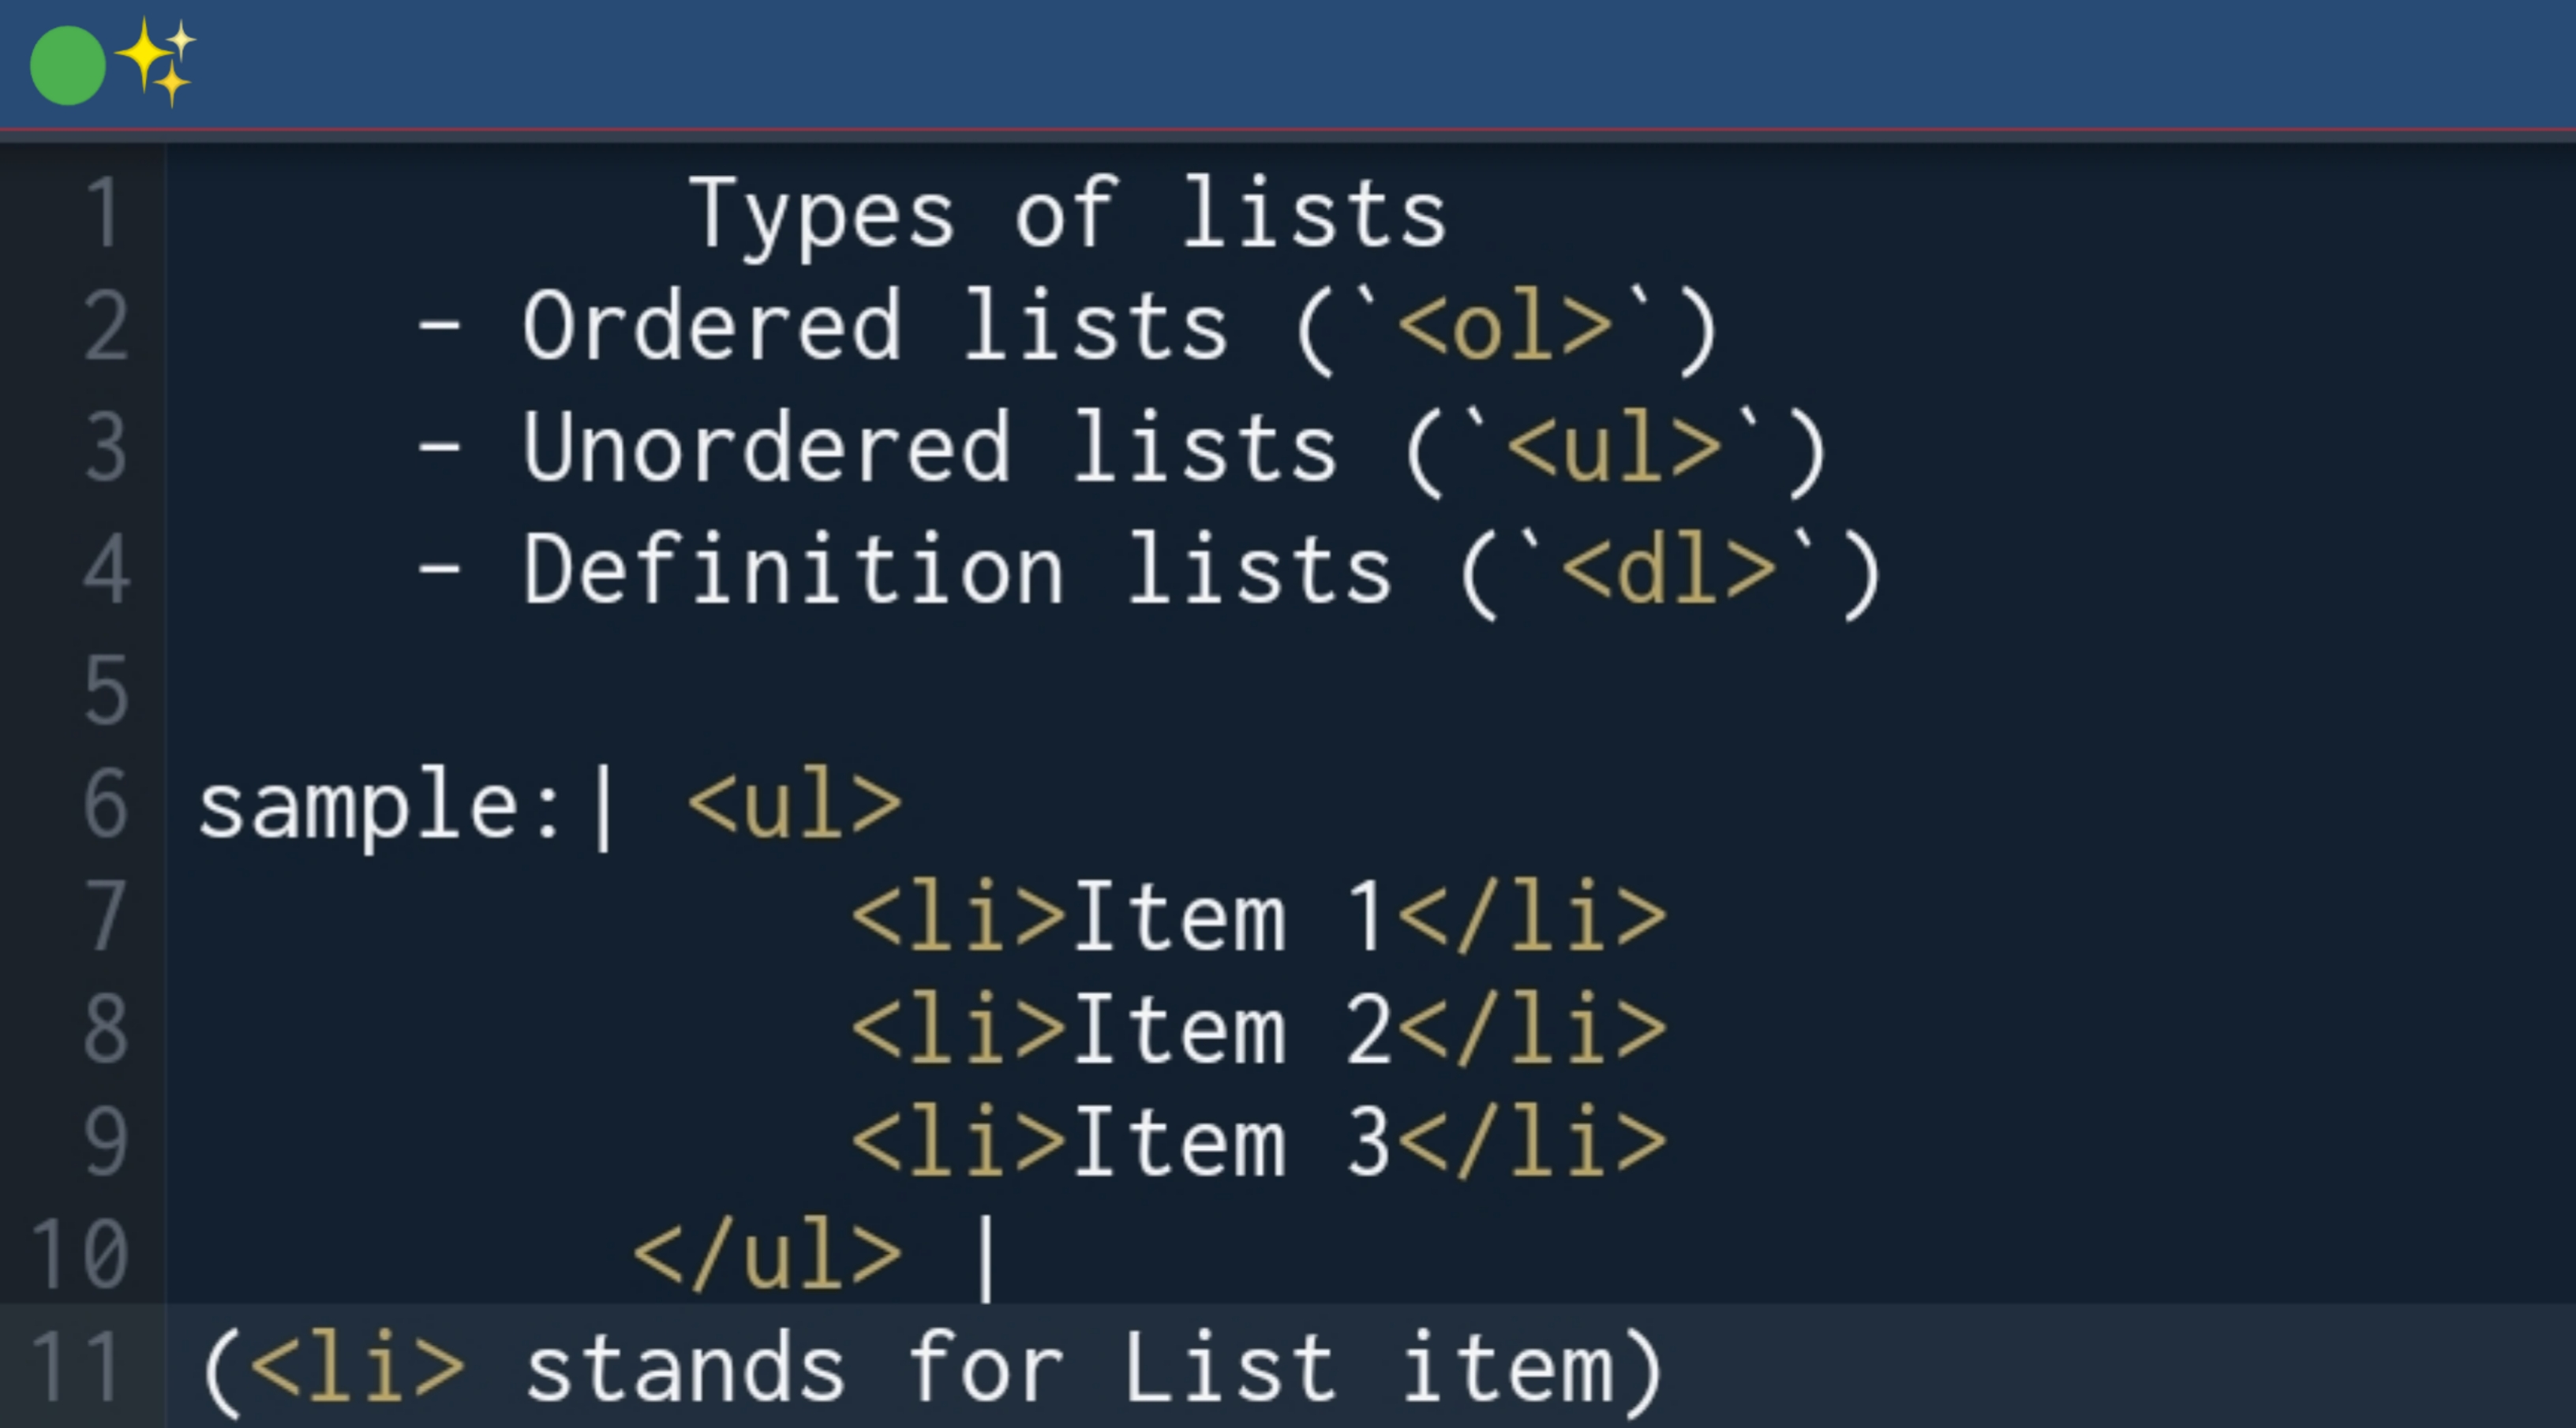 1 Types of lists
2 - Ordered lists (`<ol>`)
3 - Unordered lists (`<ul>`)
4 - Definition lists (`<dl>`)
5
6 sample:| <ul>
7 <li>Item 1</li>
8 <li>Item 2</li>
9 <li>Item 3</li>
10 </ul> |
11 (<li> stands for List item)